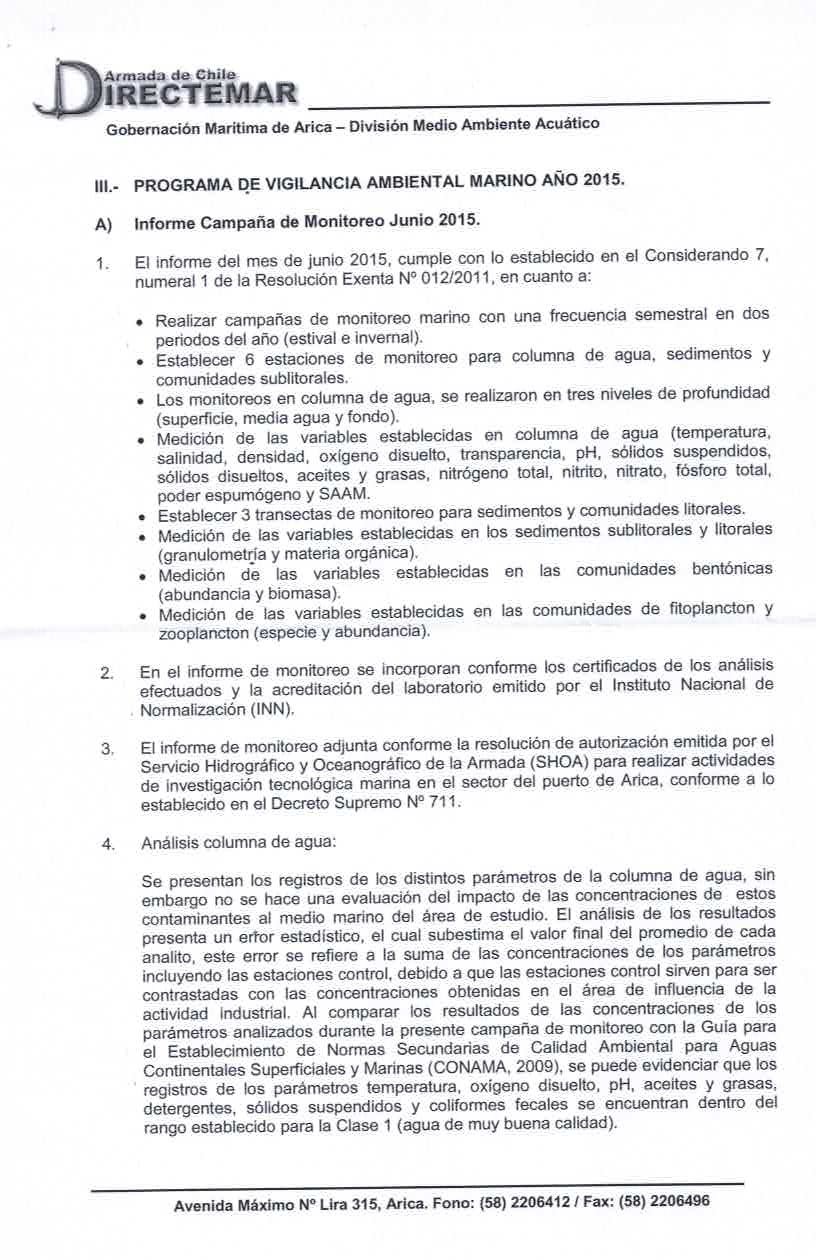 Armada de Chile
DIRECTEMAR
Gobernación Marítima de Arica – División Medio Ambiente Acuático
III.- PROGRAMA DE VIGILANCIA AMBIENTAL MARINO AÑO 2015.
A) Informe Campaña de Monitoreo Junio 2015.
1. El informe del mes de junio 2015, cumple con lo establecido en el Considerando 7,
numeral 1 de la Resolución Exenta Nº 012/2011, en cuanto a:
• Realizar campañas de monitoreo marino con una frecuencia semestral en dos
periodos del año (estival e invernal).
• Establecer 6 estaciones de monitoreo para columna de agua, sedimentos y
comunidades sublitorales.
• Los monitoreos en columna de agua, se realizaron en tres niveles de profundidad
(superficie, media agua y fondo).
• Medición de las variables establecidas en columna de agua (temperatura,
salinidad, densidad, oxígeno disuelto, transparencia, pH, sólidos suspendidos,
sólidos disueltos, aceites y grasas, nitrógeno total, nitrito, nitrato, fósforo total,
poder espumógeno y SAAM.
• Establecer 3 transectas de monitoreo para sedimentos y comunidades litorales.
• Medición de las variables establecidas en los sedimentos sublitorales y litorales
(granulometría y materia orgánica).
• Medición de las variables establecidas en las comunidades bentónicas
(abundancia y biomasa).
• Medición de las variables establecidas en las comunidades de fitoplancton y
zooplancton (especie y abundancia).
2. En el informe de monitoreo se incorporan conforme los certificados de los análisis
efectuados y la acreditación del laboratorio emitido por el Instituto Nacional de
Normalización (INN).
3. El informe de monitoreo adjunta conforme la resolución de autorización emitida por el
Servicio Hidrográfico y Oceanográfico de la Armada (SHOA) para realizar actividades
de investigación tecnológica marina en el sector del puerto de Arica, conforme a lo
establecido en el Decreto Supremo Nº 711.
4. Análisis columna de agua:
Se presentan los registros de los distintos parámetros de la columna de agua, sin
embargo no se hace una evaluación del impacto de las concentraciones de estos
contaminantes al medio marino del área de estudio. El análisis de los resultados
presenta un error estadístico, el cual subestima el valor final del promedio de cada
analito, este error se refiere a la suma de las concentraciones de los parámetros
incluyendo las estaciones control, debido a que las estaciones control sirven para ser
contrastadas con las concentraciones obtenidas en el área de influencia de la
actividad industrial. Al comparar los resultados de las concentraciones de los
parámetros analizados durante la presente campaña de monitoreo con la Guía para
el Establecimiento de Normas Secundarias de Calidad Ambiental para Aguas
Continentales Superficiales y Marinas (CONAMA, 2009), se puede evidenciar que los
registros de los parámetros temperatura, oxígeno disuelto, pH, aceites y grasas,
detergentes, sólidos suspendidos y coliformes fecales se encuentran dentro del
rango establecido para la Clase 1 (agua de muy buena calidad).
Avenida Máximo Nº Lira 315, Arica. Fono: (58) 2206412 / Fax: (58) 2206496